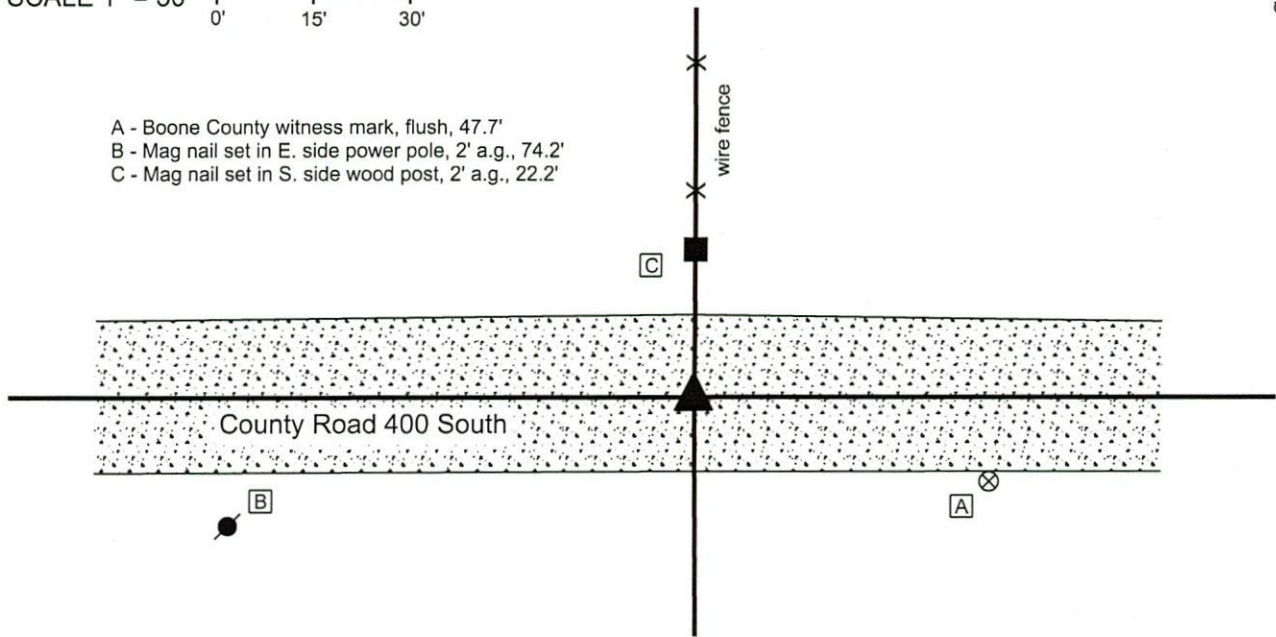 0' 15' 30'
A - Boone County witness mark, flush, 47.7'
B - Mag nail set in E. side power pole, 2' a.g., 74.2'
C - Mag nail set in S. side wood post, 2' a.g., 22.2'
wire fence
C
County Road 400 South
B
A